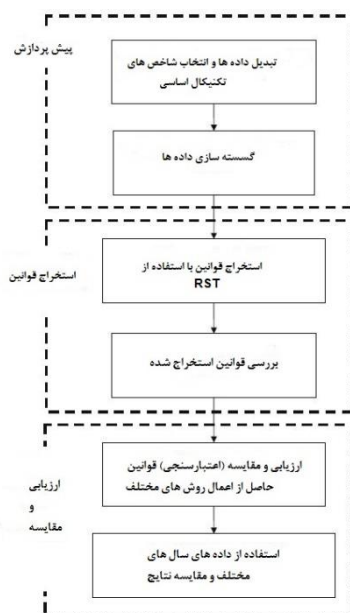 پیش پردازش
تبدیل داده ها و انتخاب شاخص های
تکنیکال اساسی
گسسته سازی داده ها
استخراج قوانین
استخراج قوانین با استفاده از
RST
بررسی قوانین استخراج شده
ارزیابی
و
مقایسه
ارزیابی و مقایسه (اعتبارسنجی) قوانین
حاصل از اعمال روش های مختلف
استفاده از داده های سال های
مختلف و مقایسه نتایج